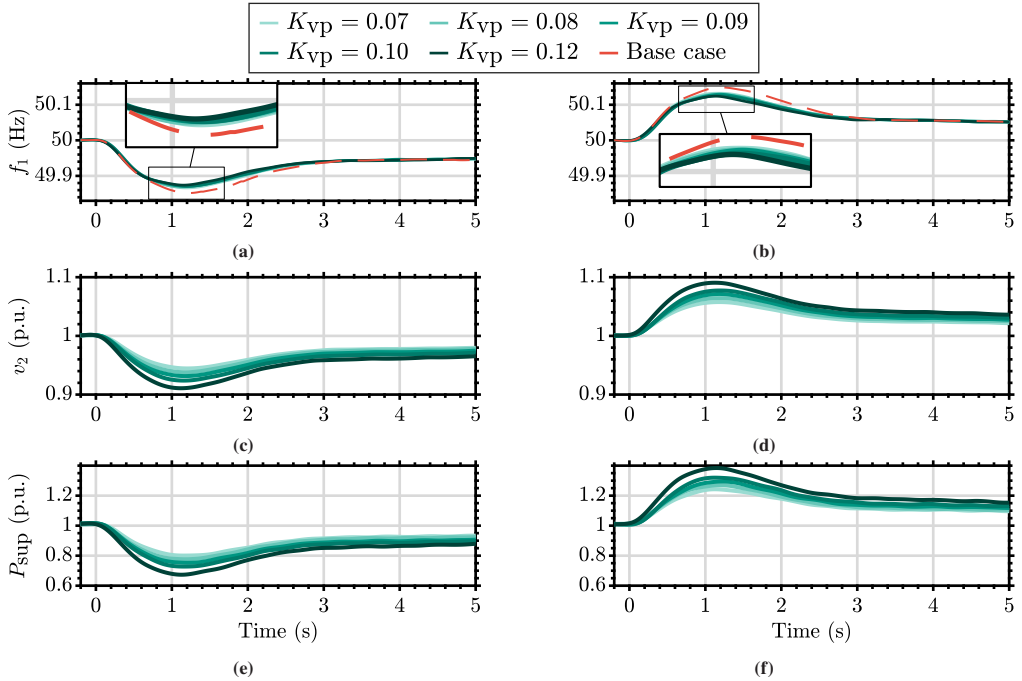 K_vp = 0.07 K_vp = 0.08 K_vp = 0.09
K_vp = 0.10 K_vp = 0.12 Base case
f_1 (Hz)
50.1
50
49.9
0 1 2 3 4 5
(a)
50.1
50
49.9
0 1 2 3 4 5
(b)
v_2 (p.u.)
1.1
1
0.9
0 1 2 3 4 5
(c)
1.1
1
0.9
0 1 2 3 4 5
(d)
P_sup (p.u.)
1.2
1
0.8
0.6
0 1 2 3 4 5
Time (s)
(e)
1.2
1
0.8
0.6
0 1 2 3 4 5
Time (s)
(f)